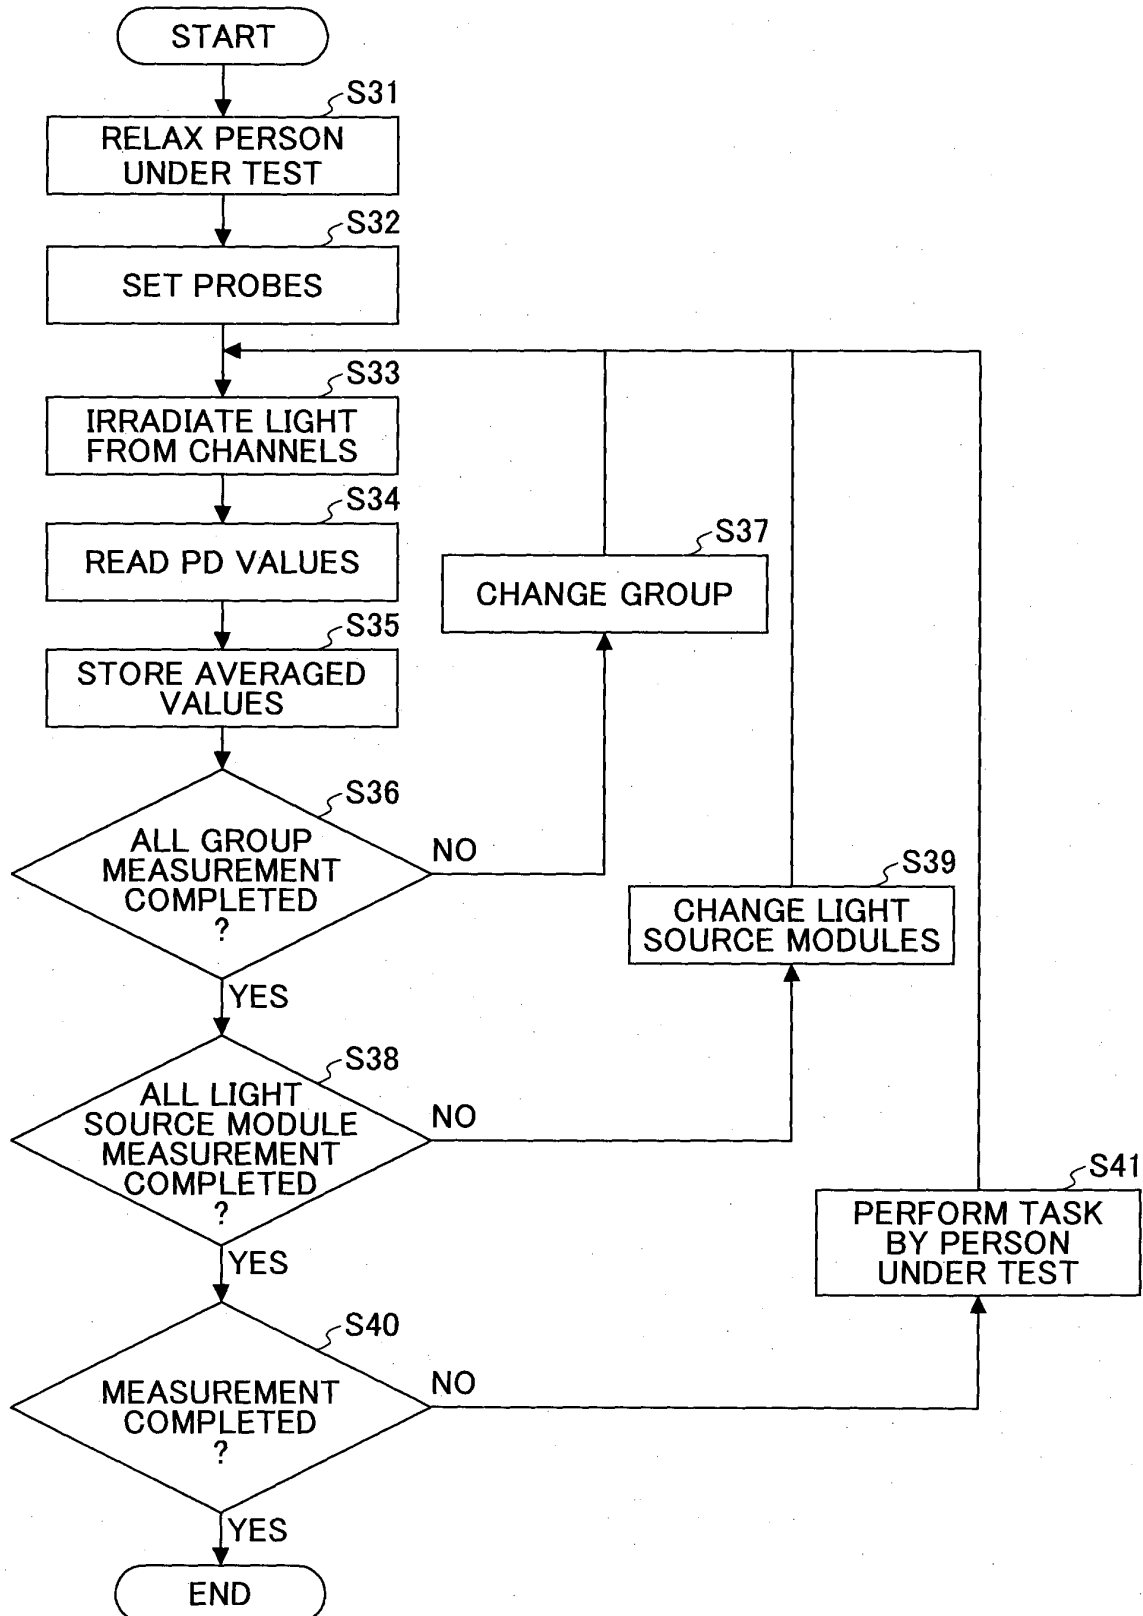 START
S31
RELAX PERSON
UNDER TEST
S32
SET PROBES
S33
IRRADIATE LIGHT
FROM CHANNELS
S34
READ PD VALUES
S37
CHANGE GROUP
S35
STORE AVERAGED
VALUES
S36
ALL GROUP
MEASUREMENT
COMPLETED
?
NO
YES
S39
CHANGE LIGHT
SOURCE MODULES
S38
ALL LIGHT
SOURCE MODULE
MEASUREMENT
COMPLETED
?
NO
YES
S41
PERFORM TASK
BY PERSON
UNDER TEST
S40
MEASUREMENT
COMPLETED
?
NO
YES
END